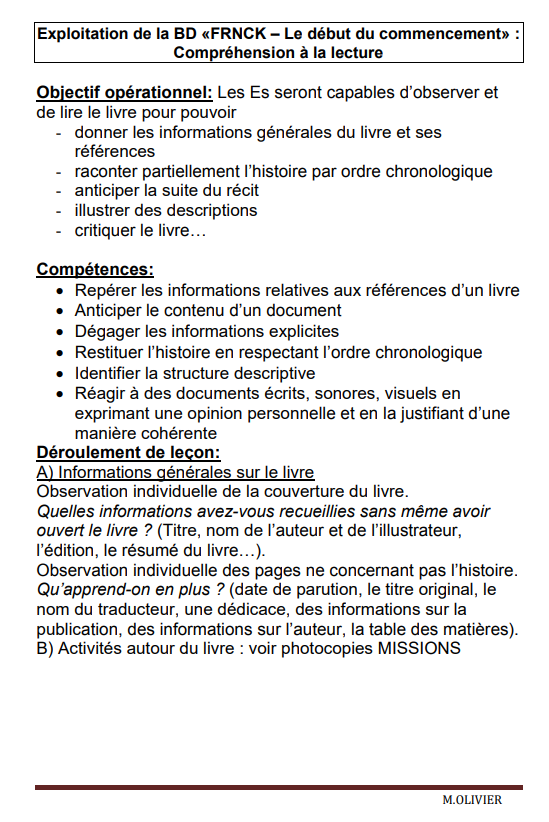 Exploitation de la BD «FRNCK – Le début du commencement» :
Compréhension à la lecture
Objectif opérationnel: Les Es seront capables d’observer et
de lire le livre pour pouvoir
- donner les informations générales du livre et ses
références
- raconter partiellement l’histoire par ordre chronologique
- anticiper la suite du récit
- illustrer des descriptions
- critiquer le livre…
Compétences:
• Repérer les informations relatives aux références d’un livre
• Anticiper le contenu d’un document
• Dégager les informations explicites
• Restituer l’histoire en respectant l’ordre chronologique
• Identifier la structure descriptive
• Réagir à des documents écrits, sonores, visuels en
exprimant une opinion personnelle et en la justifiant d’une
manière cohérente
Déroulement de leçon:
A) Informations générales sur le livre
Observation individuelle de la couverture du livre.
Quelles informations avez-vous recueillies sans même avoir
ouvert le livre ? (Titre, nom de l’auteur et de l’illustrateur,
l’édition, le résumé du livre…).
Observation individuelle des pages ne concernant pas l’histoire.
Qu’apprend-on en plus ? (date de parution, le titre original, le
nom du traducteur, une dédicace, des informations sur la
publication, des informations sur l’auteur, la table des matières).
B) Activités autour du livre : voir photocopies MISSIONS
M.OLIVIER